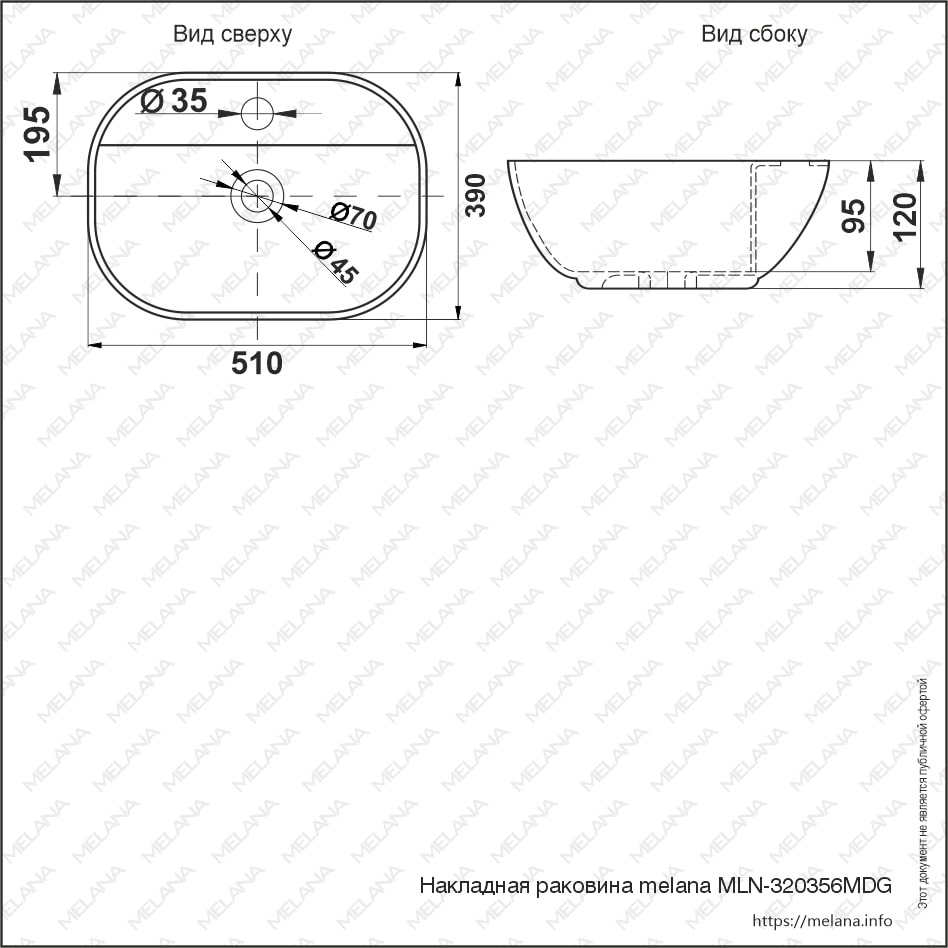 Вид сверху
Вид сбоку
Ø 35
195
390
Ø70
Ø 45
510
95
120
Этот документ не является публичной офертой
Накладная раковина melana MLN-320356MDG
https://melana.info
MELANA